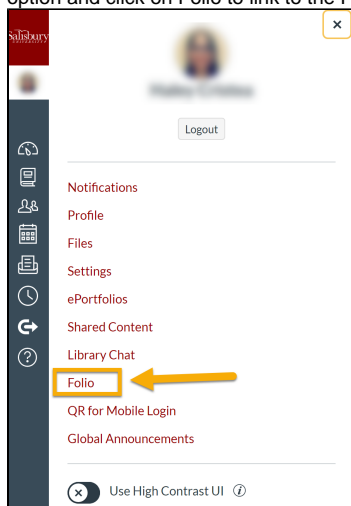 option and click on Folio to link to the
Salisbury
UNIVERSITY
Logout
Notifications
Profile
Files
Settings
ePortfolios
Shared Content
Library Chat
Folio
QR for Mobile Login
Global Announcements
Use High Contrast UI